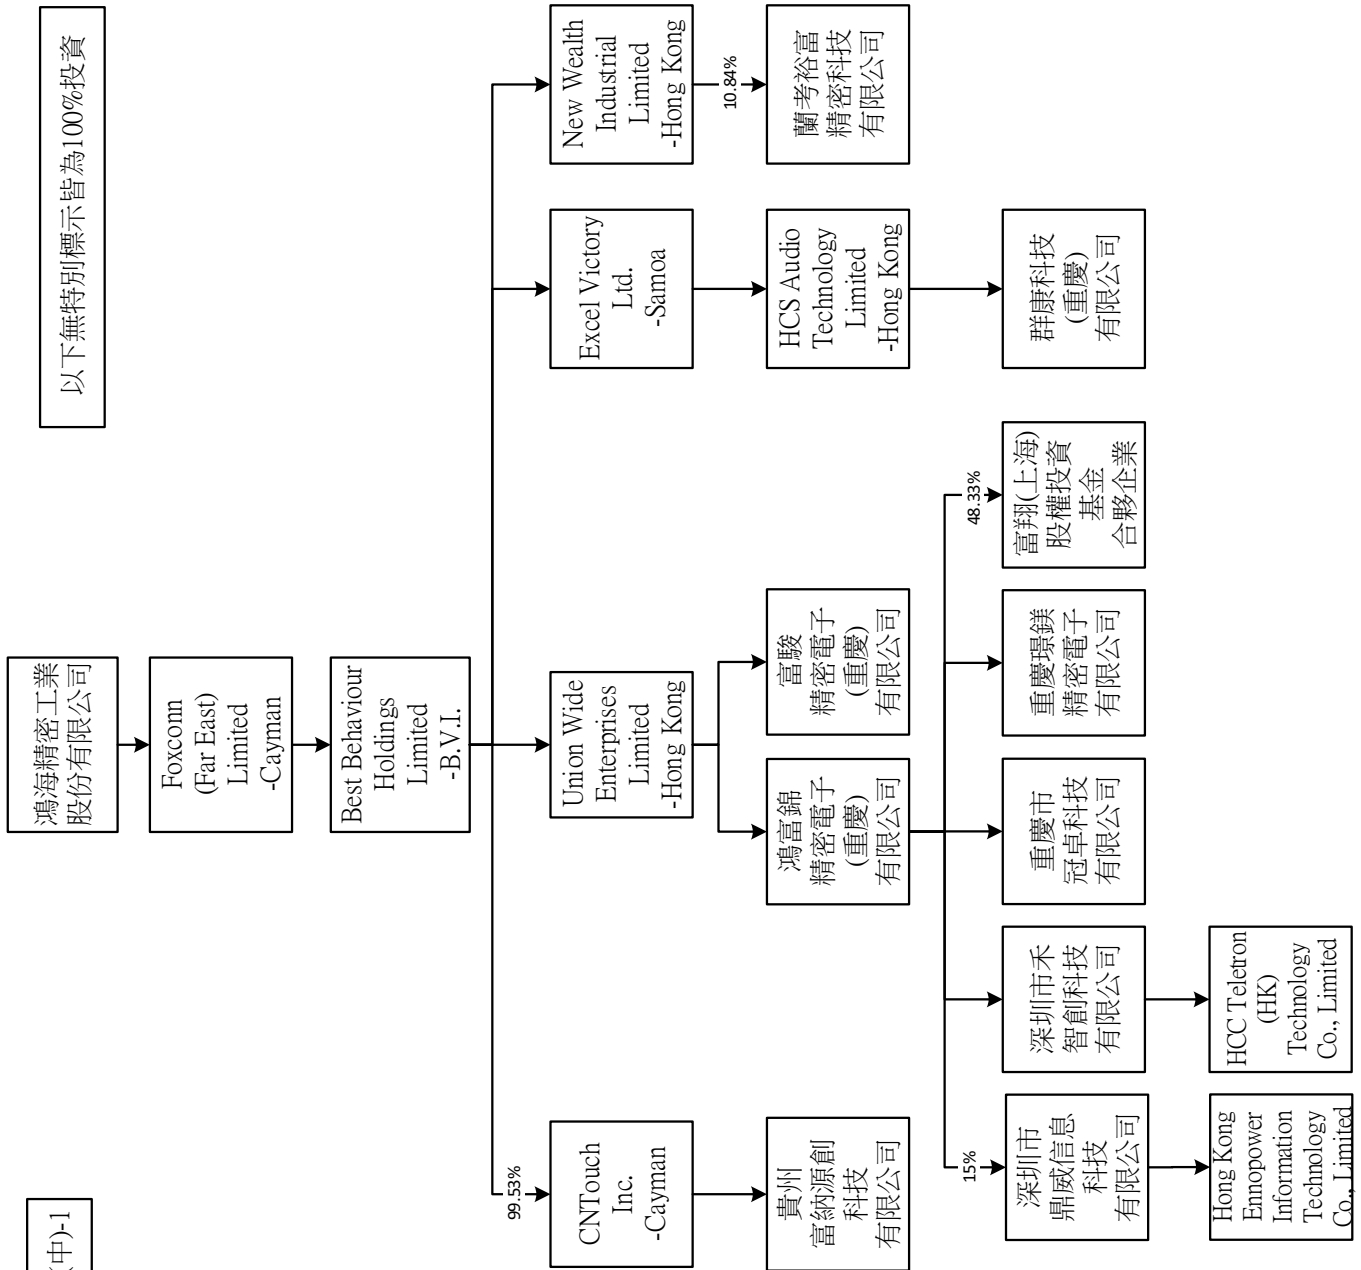 以下無特別標示皆為100%投資
(中)-1
鴻海精密工業
股份有限公司
Foxconn
(Far East)
Limited
-Cayman
Best Behaviour
Holdings
Limited
-B.V.I.
99.53%
CNTouch
Inc.
-Cayman
Union Wide
Enterprises
Limited
-Hong Kong
Excel Victory
Ltd.
-Samoa
New Wealth
Industrial
Limited
-Hong Kong
10.84%
貴州
富納源創
科技
有限公司
鴻富錦
精密電子
(重慶)
有限公司
富駿
精密電子
(重慶)
有限公司
HCS Audio
Technology
Limited
-Hong Kong
蘭考裕富
精密科技
有限公司
15%
48.33%
深圳市
鼎威信息
科技
有限公司
深圳市禾
智創科技
有限公司
重慶市
冠卓科技
有限公司
重慶璟鎂
精密電子
有限公司
富翔(上海)
股權投資
基金
合夥企業
群康科技
(重慶)
有限公司
Hong Kong
Ennopower
Information
Technology
Co., Limited
HCC Teletron
(HK)
Technology
Co., Limited